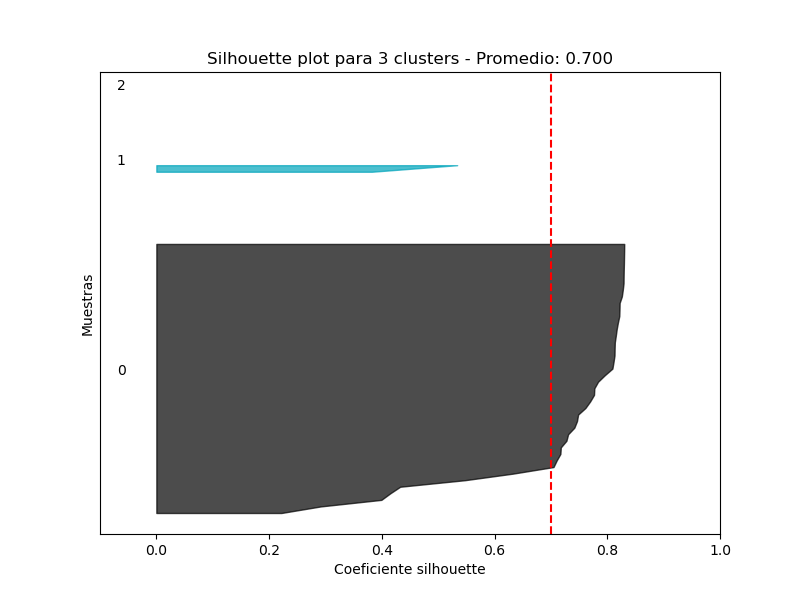 Silhouette plot para 3 clusters - Promedio: 0.700
2
1
0
Muestras
0.0 0.2 0.4 0.6 0.8 1.0
Coeficiente silhouette